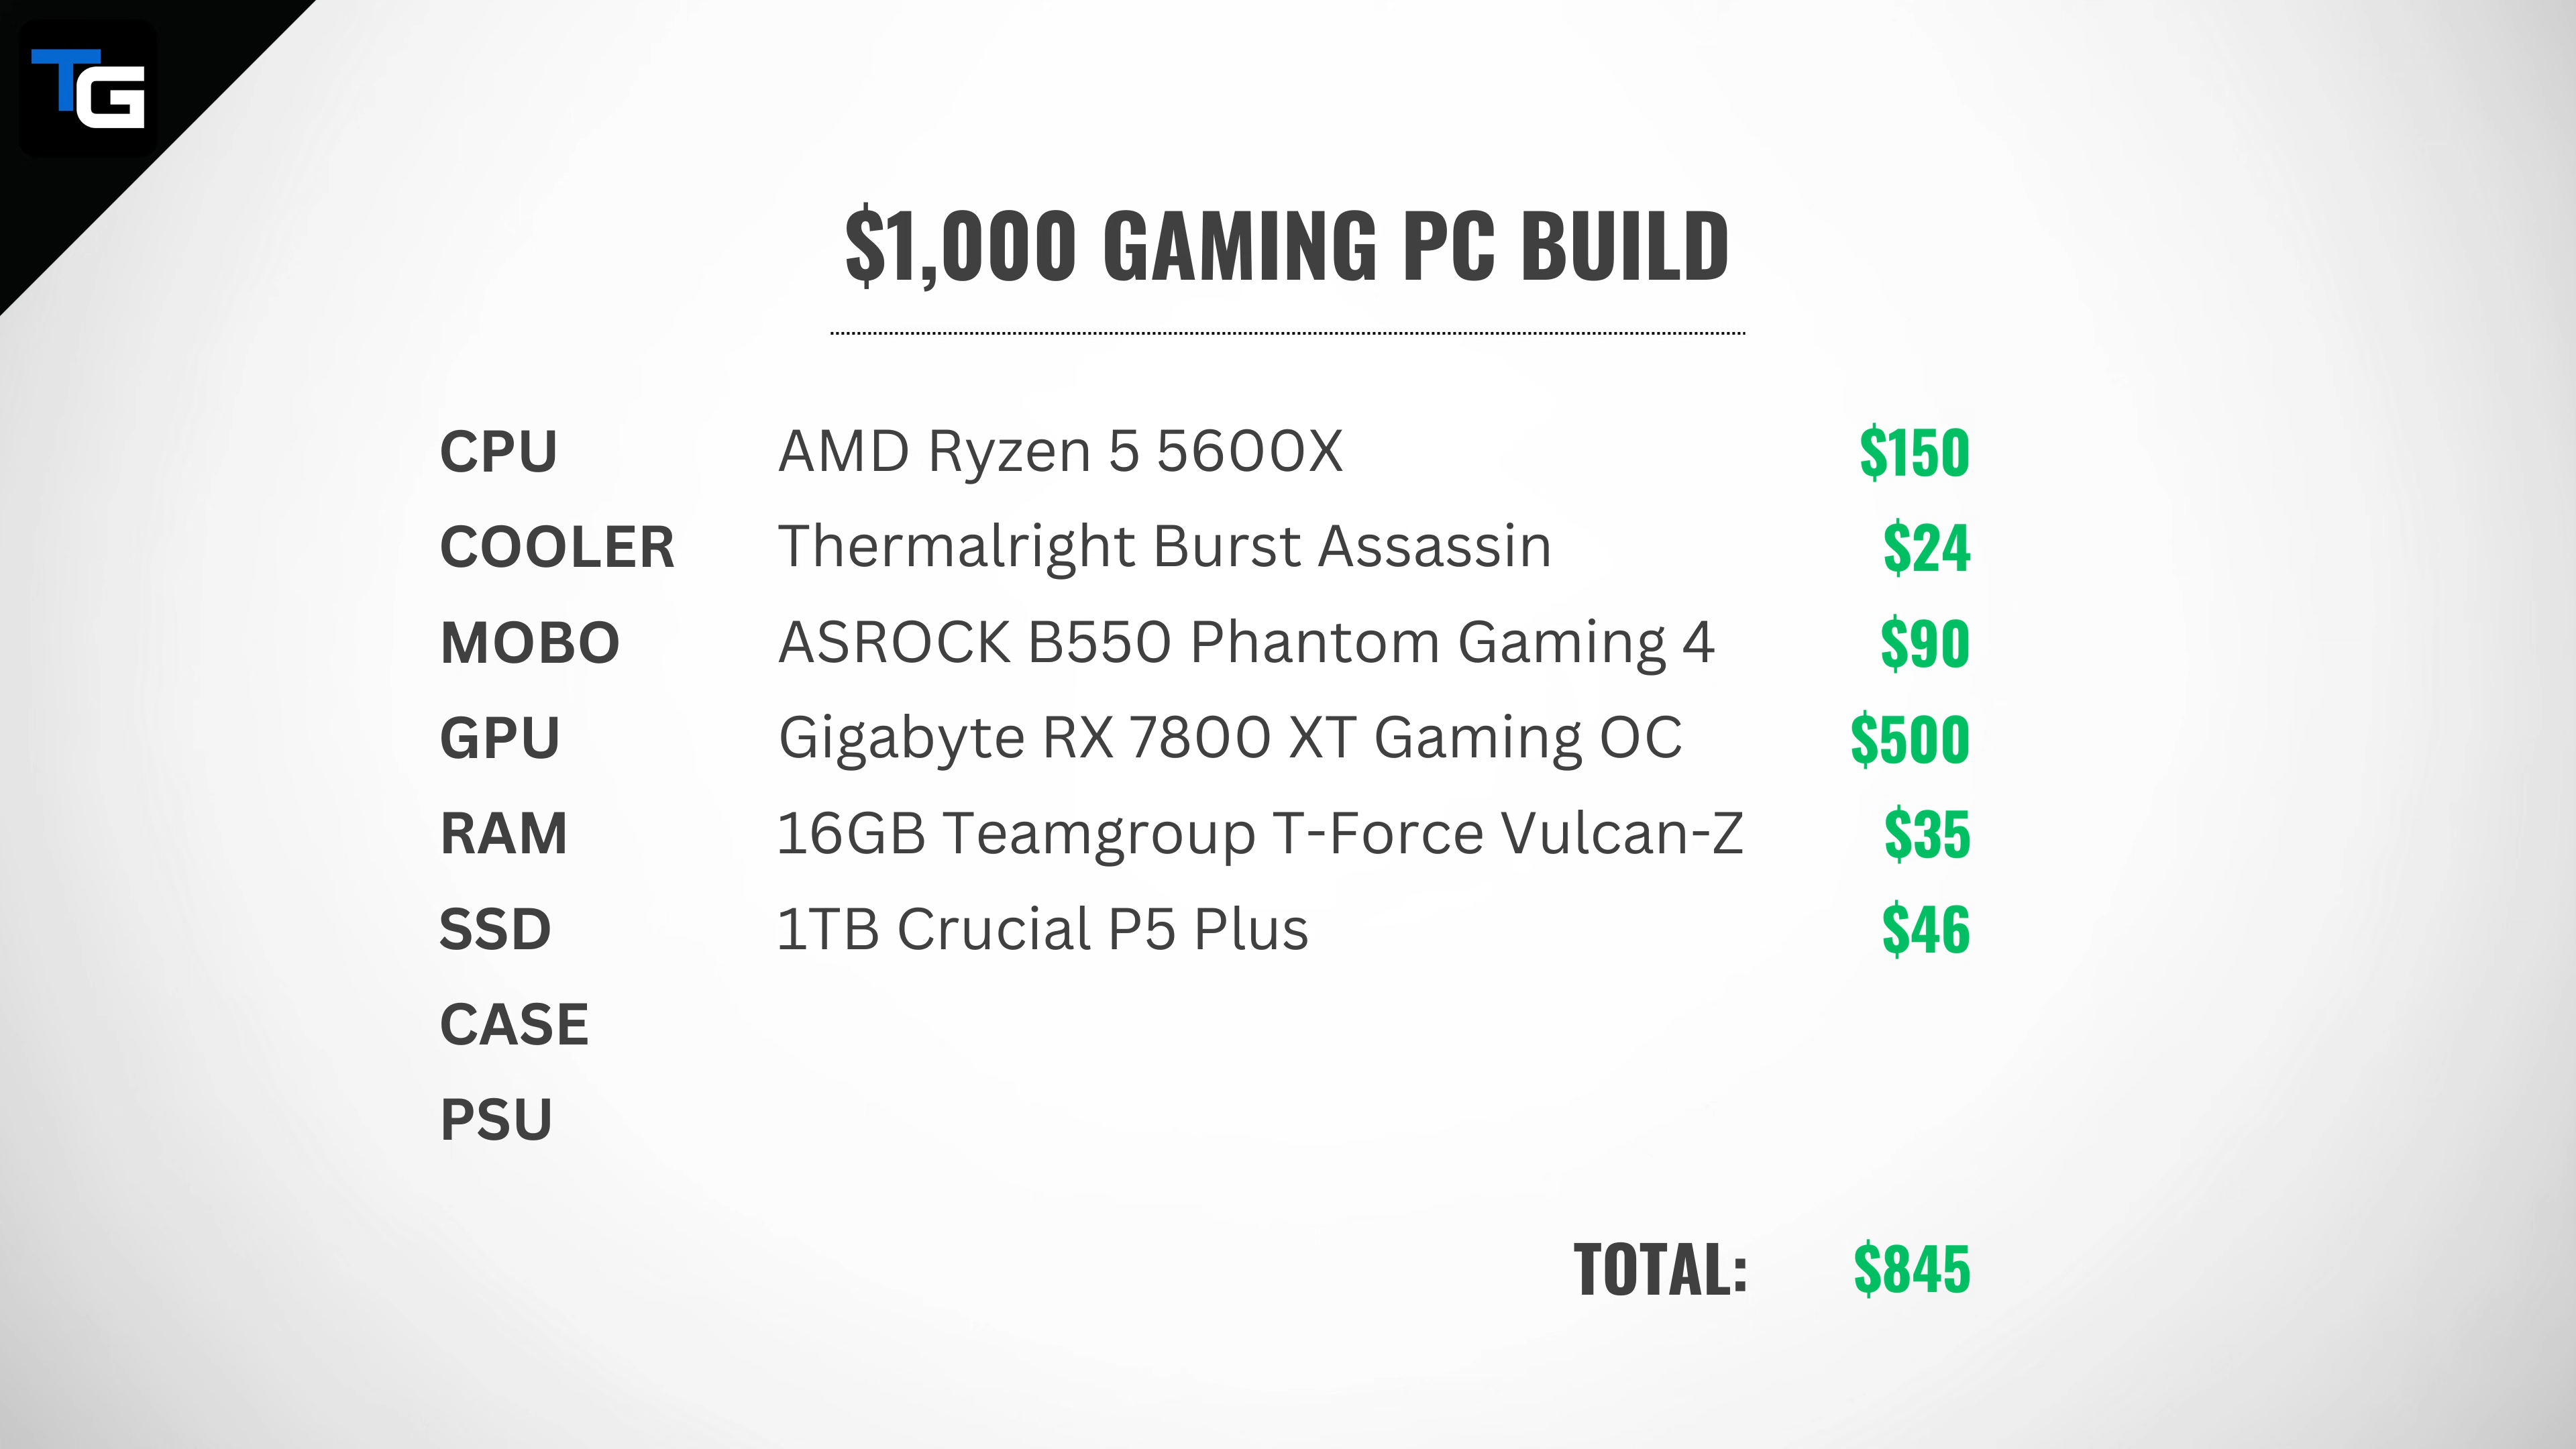 TG
$1,000 GAMING PC BUILD
CPU AMD Ryzen 5 5600X $150
COOLER Thermalright Burst Assassin $24
MOBO ASROCK B550 Phantom Gaming 4 $90
GPU Gigabyte RX 7800 XT Gaming OC $500
RAM 16GB Teamgroup T-Force Vulcan-Z $35
SSD 1TB Crucial P5 Plus $46
CASE
PSU
TOTAL: $845